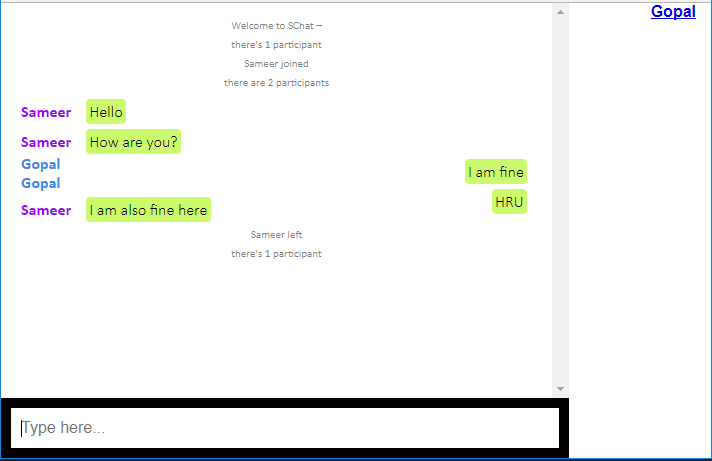 Gopal
Welcome to SChat –
there's 1 participant
Sameer joined
there are 2 participants
Sameer Hello
Sameer How are you?
Gopal I am fine
Gopal HRU
Sameer I am also fine here
Sameer left
there's 1 participant
Type here...